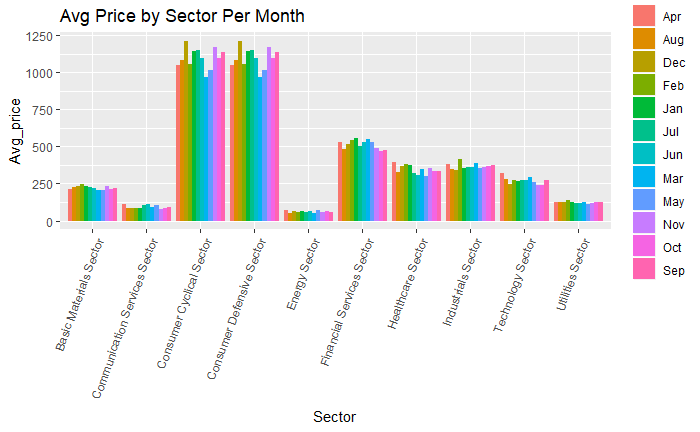 Avg Price by Sector Per Month
Avg_price
1250
1000
750
500
250
0
Basic Materials Sector
Communication Services Sector
Consumer Cyclical Sector
Consumer Defensive Sector
Energy Sector
Financial Services Sector
Healthcare Sector
Industrials Sector
Technology Sector
Utilities Sector
Sector
Apr
Aug
Dec
Feb
Jan
Jul
Jun
Mar
May
Nov
Oct
Sep